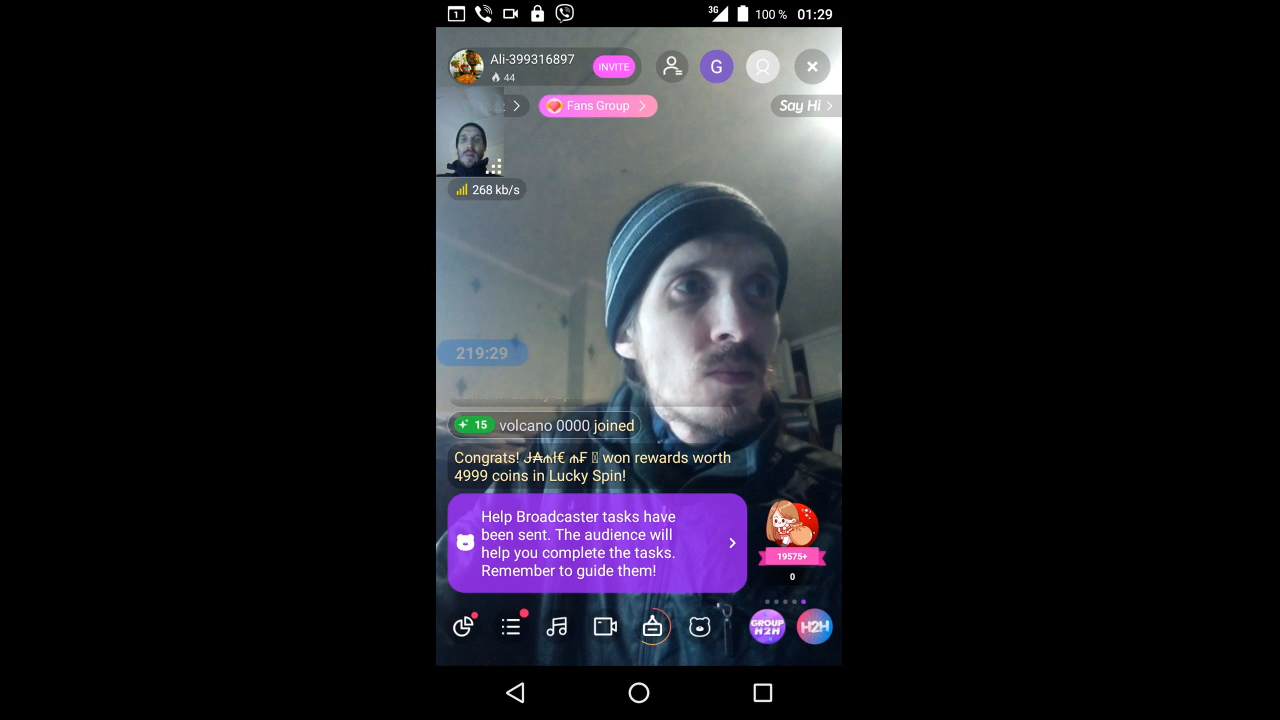 1
3G
100 %
01:29
Ali-399316897
44
INVITE
G
Fans Group
Say Hi
268 kb/s
219:29
15 volcano 0000 joined
Congrats! won rewards worth
4999 coins in Lucky Spin!
Help Broadcaster tasks have
been sent. The audience will
help you complete the tasks.
Remember to guide them!
19575+
0
GROUP
H2H
H2H